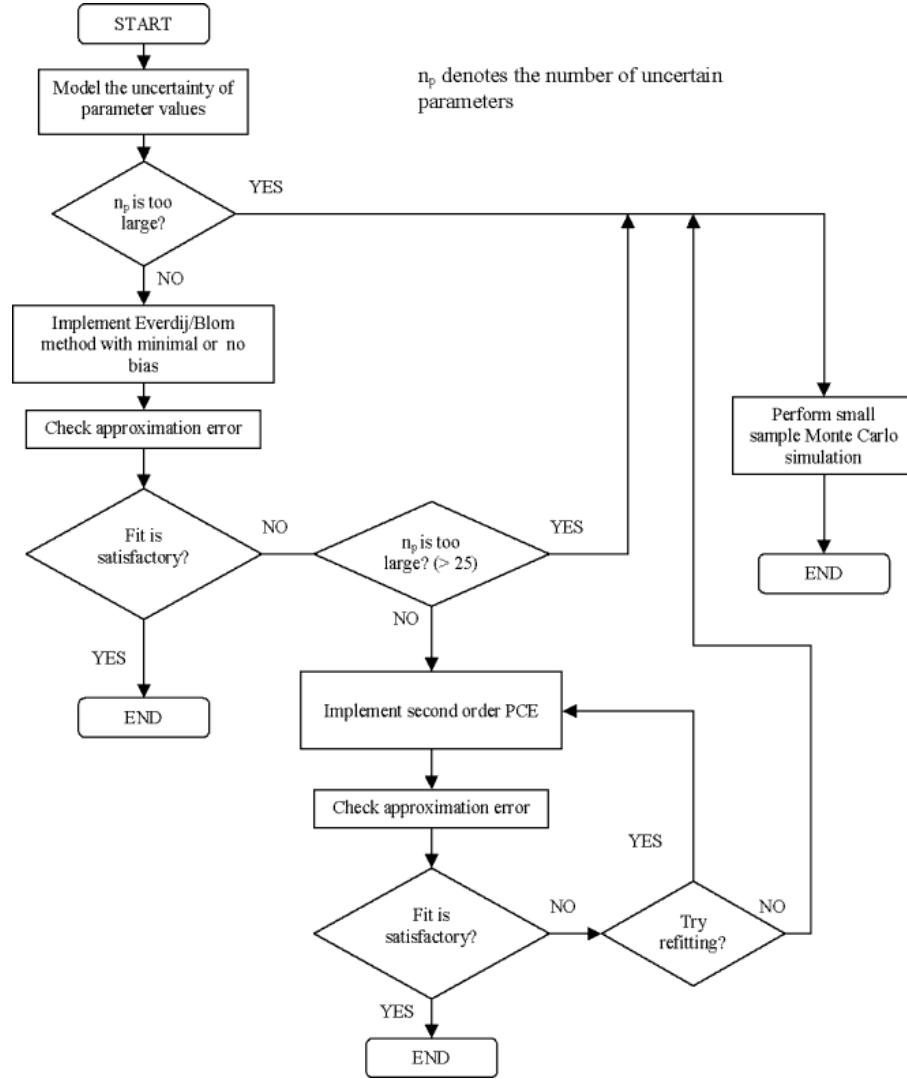 START
Model the uncertainty of
parameter values
n_p denotes the number of uncertain
parameters
n_p is too
large?
YES
NO
Implement Everdij/Blom
method with minimal or no
bias
Check approximation error
Perform small
sample Monte Carlo
simulation
Fit is
satisfactory?
NO
n_p is too
large? (> 25)
YES
END
NO
YES
END
Implement second order PCE
Check approximation error
YES
Fit is
satisfactory?
NO
Try
refitting?
NO
YES
END